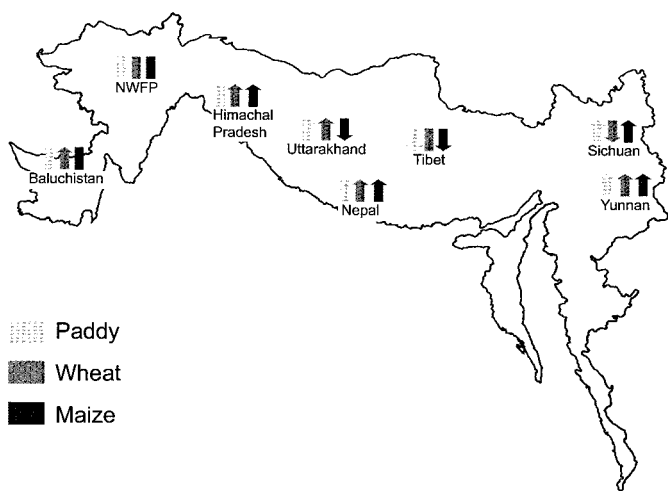 NWFP
Himachal
Pradesh
Uttarakhand
Tibet
Sichuan
Baluchistan
Nepal
Yunnan
Paddy
Wheat
Maize